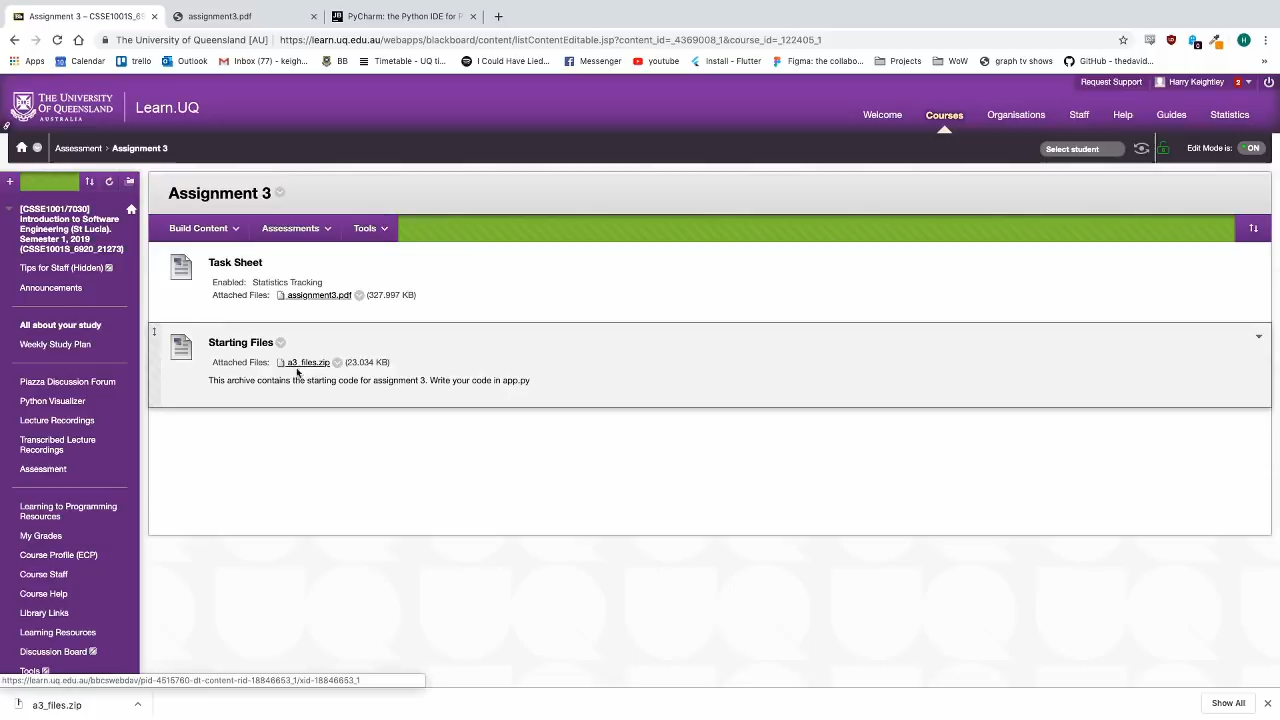 Assignment 3 – CSSE1001S_69
assignment3.pdf
PyCharm: the Python IDE for P
The University of Queensland [AU]
https://learn.uq.edu.au/webapps/blackboard/content/listContentEditable.jsp?content_id=_4369008_1&course_id=_122405_1
Apps
Calendar
trello
Outlook
Inbox (77) - keigh...
BB
Timetable - UQ ti...
I Could Have Lied...
Messenger
youtube
Install - Flutter
Figma: the collabo...
Projects
WoW
graph tv shows
GitHub - thedavid...
Request Support
Harry Keightley
2
THE UNIVERSITY
OF QUEENSLAND
AUSTRALIA
Learn.UQ
Welcome
Courses
Organisations
Staff
Help
Guides
Statistics
Assessment > Assignment 3
Select student
Edit Mode is:
ON
[CSSE1001/7030]
Introduction to Software
Engineering (St Lucia).
Semester 1, 2019
(CSSE1001S_6920_21273)
Tips for Staff (Hidden)
Announcements
All about your study
Weekly Study Plan
Piazza Discussion Forum
Python Visualizer
Lecture Recordings
Transcribed Lecture
Recordings
Assessment
Learning to Programming
Resources
My Grades
Course Profile (ECP)
Course Staff
Course Help
Library Links
Learning Resources
Discussion Board
Tools
Assignment 3
Build Content
Assessments
Tools
Task Sheet
Enabled: Statistics Tracking
Attached Files: assignment3.pdf (327.997 KB)
Starting Files
Attached Files: a3_files.zip (23.034 KB)
This archive contains the starting code for assignment 3. Write your code in app.py
https://learn.uq.edu.au/bbcswebdav/pid-4515760-dt-content-rid-18846653_1/xid-18846653_1
a3_files.zip
Show All